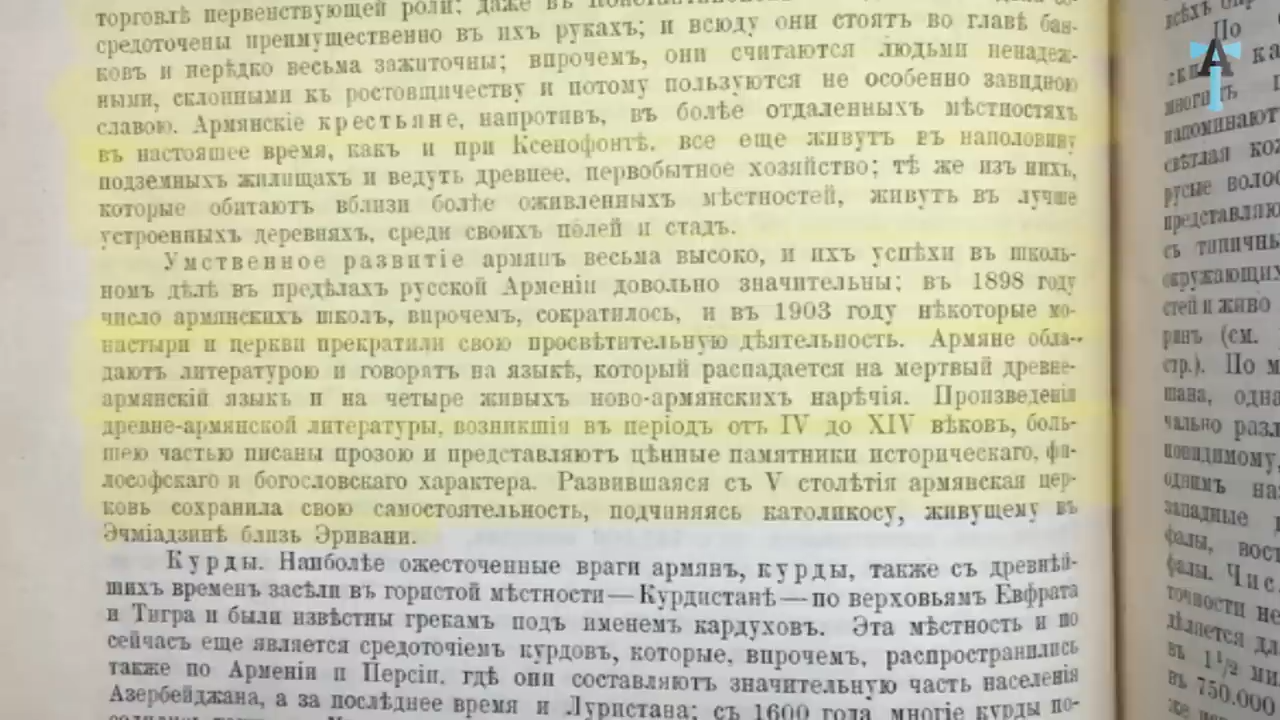 торговлѣ первенствующей роли; даже въ
средоточены преимущественно въ ихъ рукахъ; и всюду они стоятъ во главѣ бан-
ковъ и нерѣдко весьма зажиточны; впрочемъ, они считаются людьми ненадеж-
ными, склонными къ ростовщичеству и потому пользуются не особенно завидною
славою. Армянскіе крестьяне, напротивъ, въ болѣе отдаленныхъ мѣстностяхъ
въ настоящее время, какъ и при Ксенофонтѣ, все еще живутъ въ наполовину
подземныхъ жилищахъ и ведутъ древнее, первобытное хозяйство; тѣ же изъ нихъ,
которые обитаютъ вблизи болѣе оживленныхъ мѣстностей, живутъ въ лучше
устроенныхъ деревняхъ, среди своихъ полей и стадъ.
Умственное развитіе армянъ весьма высоко, и ихъ успѣхи въ школь-
номъ дѣлѣ въ предѣлахъ русской Арменіи довольно значительны; въ 1898 году
число армянскихъ школъ, впрочемъ, сократилось, и въ 1903 году нѣкоторые мо-
настыри и церкви прекратили свою просвѣтительную дѣятельность. Армяне обла-
даютъ литературою и говорятъ на языкѣ, который распадается на мертвый древне-
армянскій языкъ и на четыре живыхъ ново-армянскихъ нарѣчія. Произведенія
древне-армянской литературы, возникшія въ періодъ отъ IV до XIV вѣковъ, боль-
шею частью писаны прозою и представляютъ цѣнные памятники историческаго, фи-
лософскаго и богословскаго характера. Развившаяся съ V столѣтія армянская цер-
ковь сохранила свою самостоятельность, подчиняясь католикосу, живущему въ
Эчміадзинѣ близь Эривани.
Курды. Наиболѣе ожесточенные враги армянъ, курды, также съ древнѣй-
шихъ временъ засѣли въ гористой мѣстности—Курдистанѣ—по верховьямъ Евфрата
и Тигра и были извѣстны грекамъ подъ именемъ кардуховъ. Эта мѣстность и по
сейчасъ еще является средоточіемъ курдовъ, которые, впрочемъ, распространились
также по Арменіи и Персіи, гдѣ они составляютъ значительную часть населенія
Азербейджана, а за послѣднее время и Луристана; съ 1600 года многіе курды по-
всѣхъ
По
напоминаютъ
свѣтлая
русые
съ
окружающихъ
стей и живо
рянъ (см.
стр.). По
шана,
чально
повидимому,
однимъ
западные
фалы,
фалы.
точности не
дѣляется
въ 1½
въ 750.000